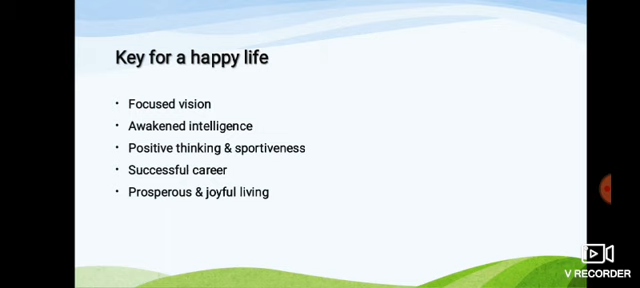 Key for a happy life
• Focused vision
• Awakened intelligence
• Positive thinking & sportiveness
• Successful career
• Prosperous & joyful living
V RECORDER